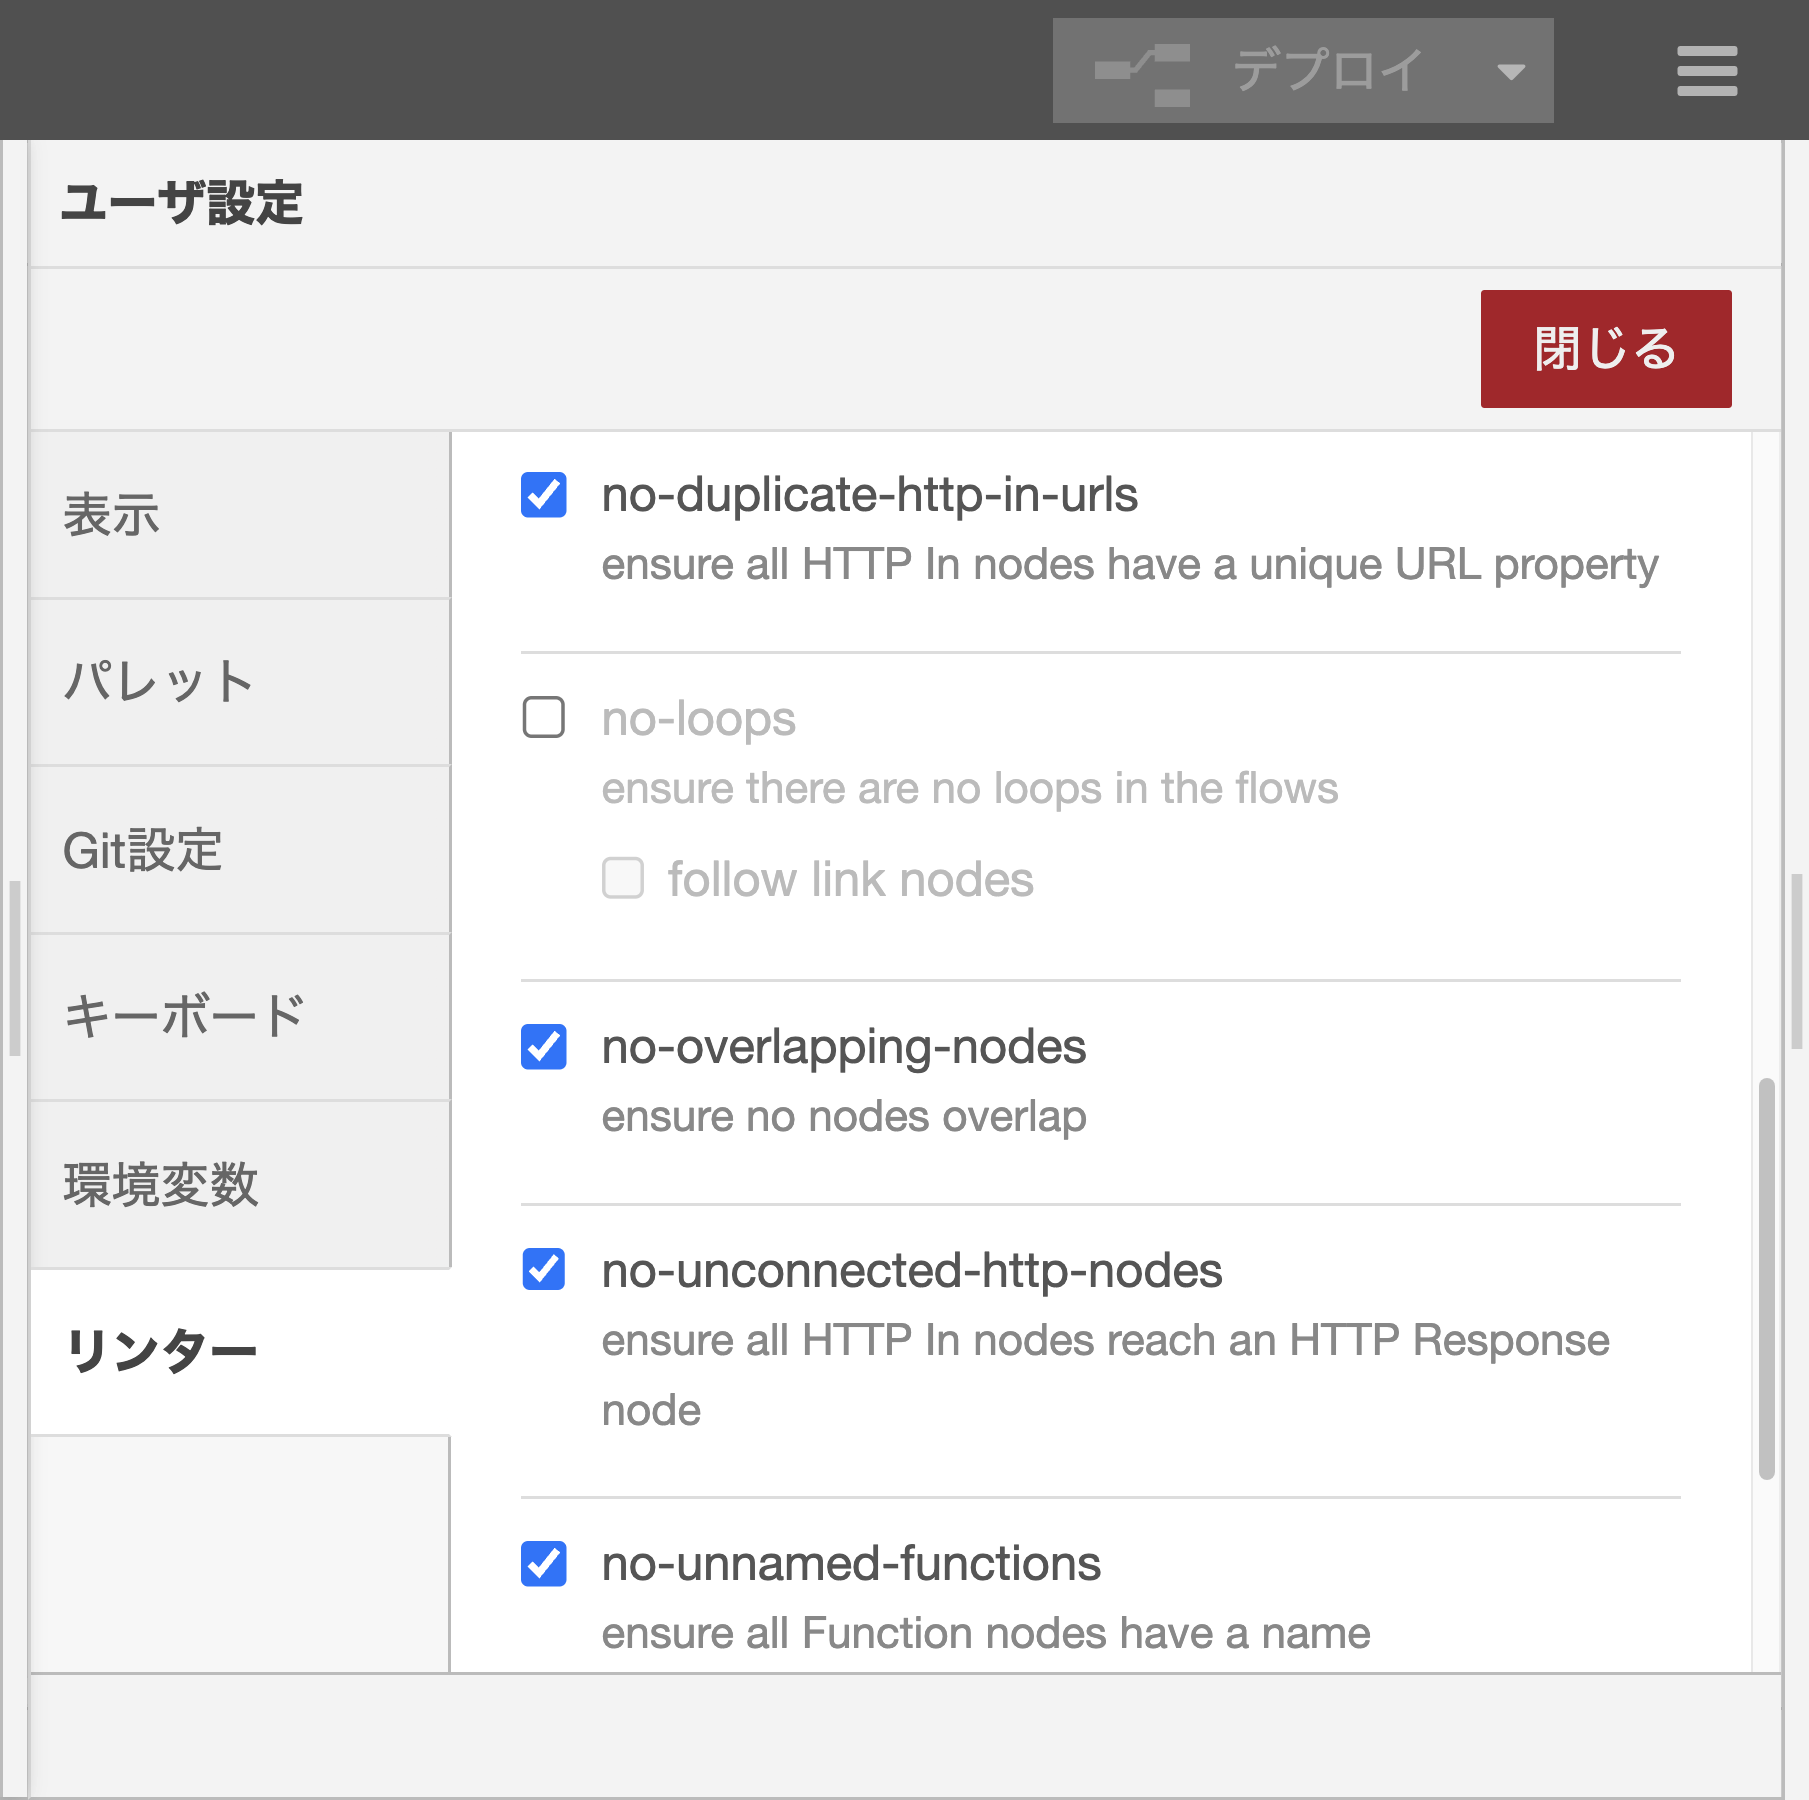 デプロイ
ユーザ設定
閉じる
表示
パレット
Git設定
キーボード
環境変数
リンター
no-duplicate-http-in-urls
ensure all HTTP In nodes have a unique URL property
no-loops
ensure there are no loops in the flows
follow link nodes
no-overlapping-nodes
ensure no nodes overlap
no-unconnected-http-nodes
ensure all HTTP In nodes reach an HTTP Response
node
no-unnamed-functions
ensure all Function nodes have a name